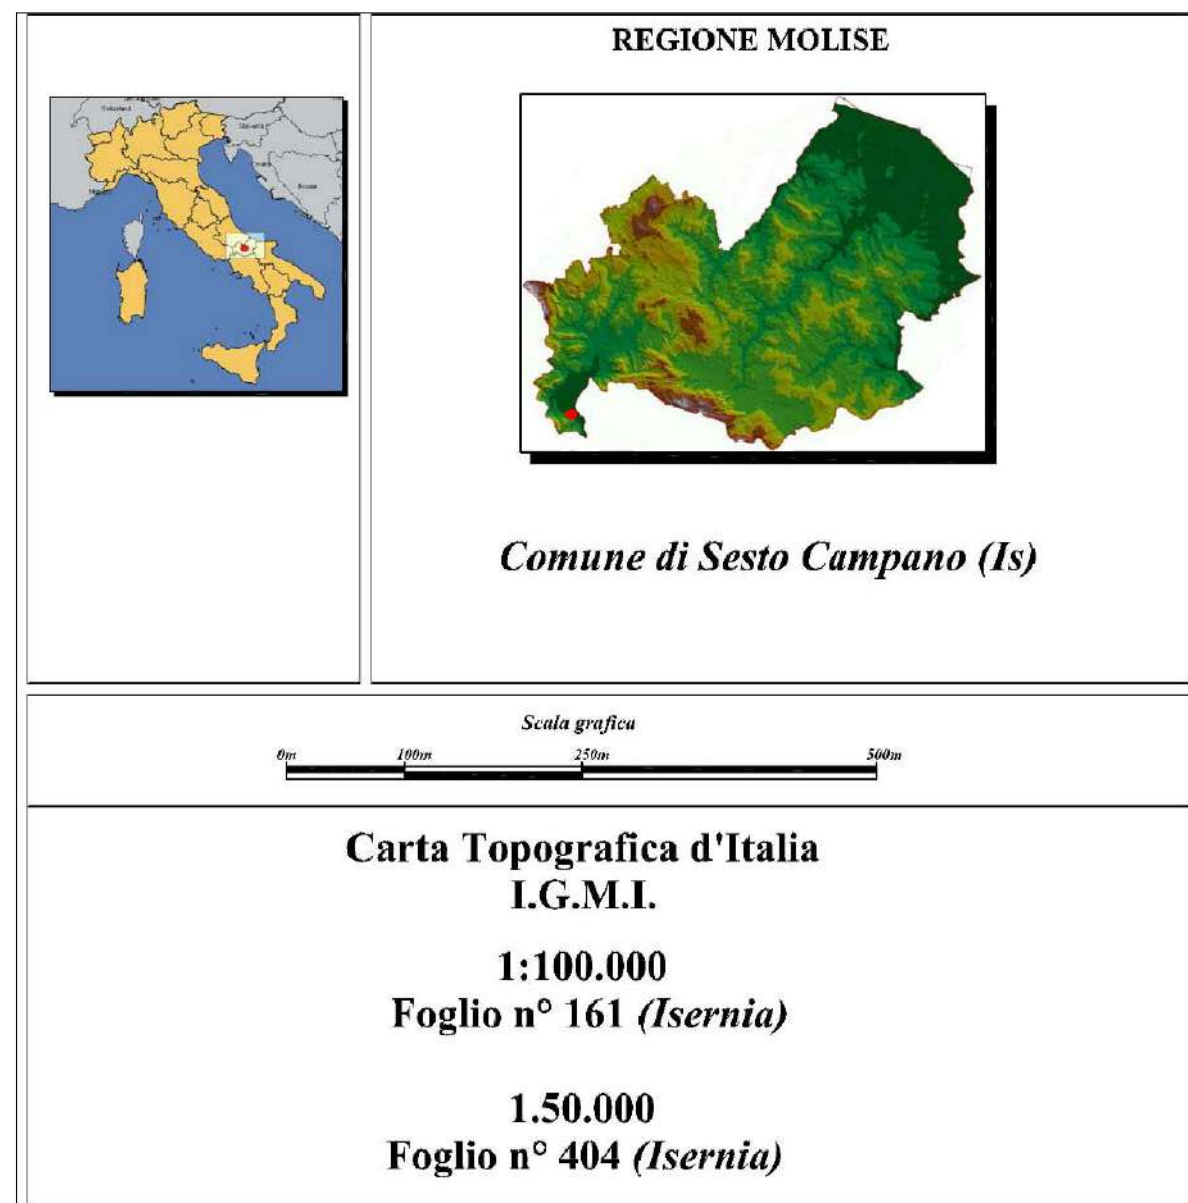 REGIONE MOLISE
Comune di Sesto Campano (Is)
Scala grafica
0m 100m 250m 500m
Carta Topografica d'Italia
I.G.M.I.
1:100.000
Foglio n° 161 (Isernia)
1.50.000
Foglio n° 404 (Isernia)